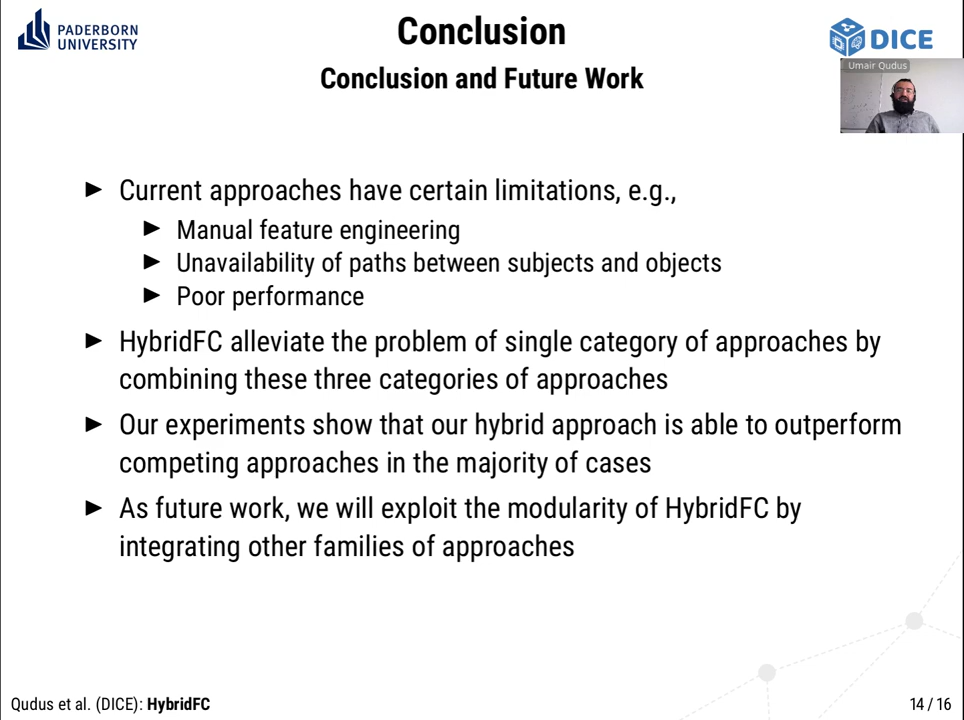 PADERBORN
UNIVERSITY
Conclusion
DICE
Conclusion and Future Work
Umair Qudus
Current approaches have certain limitations, e.g.,
Manual feature engineering
Unavailability of paths between subjects and objects
Poor performance
HybridFC alleviate the problem of single category of approaches by
combining these three categories of approaches
Our experiments show that our hybrid approach is able to outperform
competing approaches in the majority of cases
As future work, we will exploit the modularity of HybridFC by
integrating other families of approaches
Qudus et al. (DICE): HybridFC
14 / 16